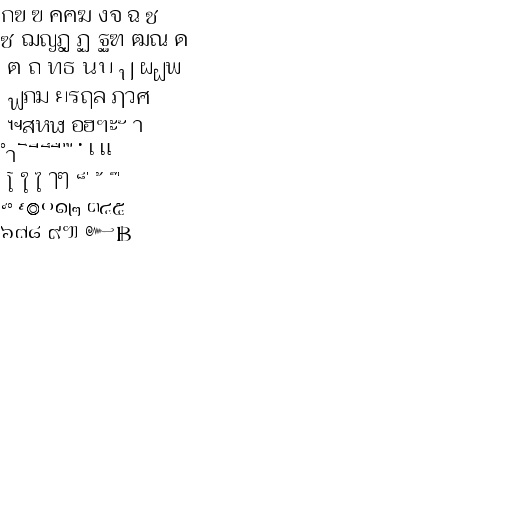 กข ฃ คฅฆ งจ ฉ ช
ซ ฌญฎ ฏ ฐฑ ฒณ ด
ต ถ ทธ นบ ป ผฝพ
ฟภม ยรฤล ฦวศ
ษสหฬ อฮฯะ า
ำ เแ
โ ใ ไ ๅๆ
๏๐๑๒ ๓๔๕
๖๗๘ ๙๚ ๛฿